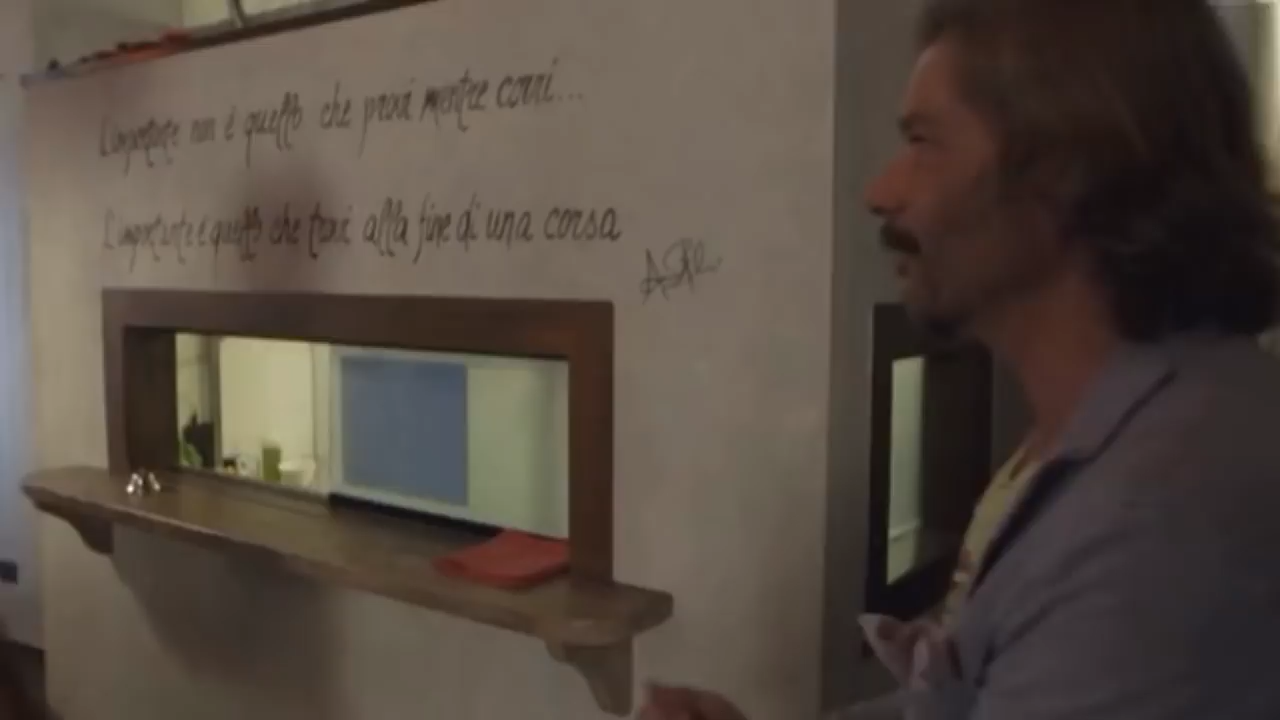 L'importante non è quello che provi mentre corri...
L'importante è quello che trovi alla fine di una corsa